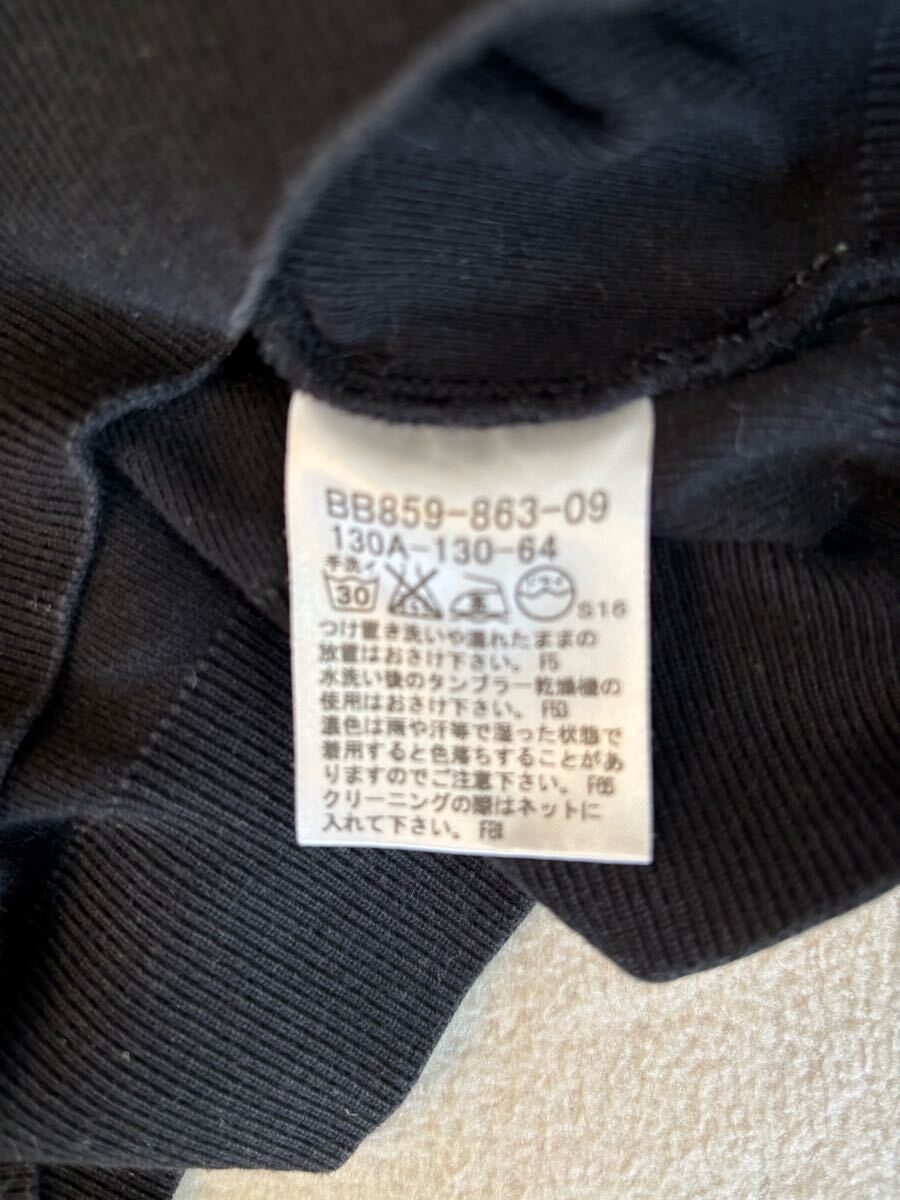 BB859-863-09
130A-130-64
手洗イ
30
中
ドライ
S16
つけ置き洗いや濡れたままの
放置はおさけ下さい。 F5
水洗い後のタンブラー乾燥機の
使用はおさけ下さい。 F53
濃色は雨や汗等で湿った状態で
着用すると色落ちすることがあ
りますのでご注意下さい。 F65
クリーニングの際はネットに
入れて下さい。